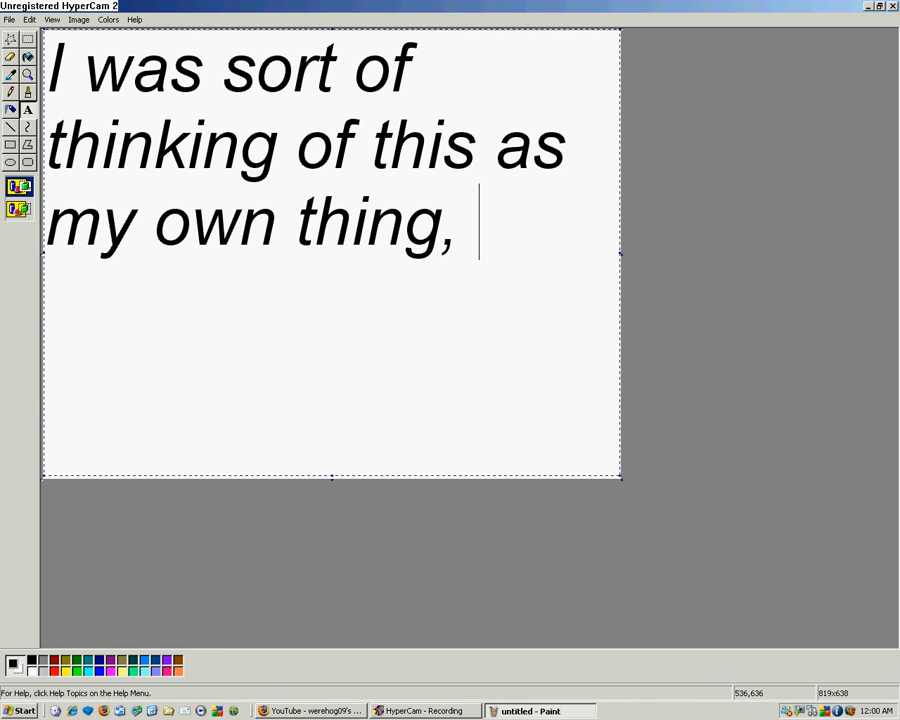 Unregistered HyperCam 2
File Edit View Image Colors Help
A
I was sort of
thinking of this as
my own thing,
For Help, click Help Topics on the Help Menu.
536,636
819x638
Start
YouTube - werehog09's ...
HyperCam - Recording
untitled - Paint
12:00 AM